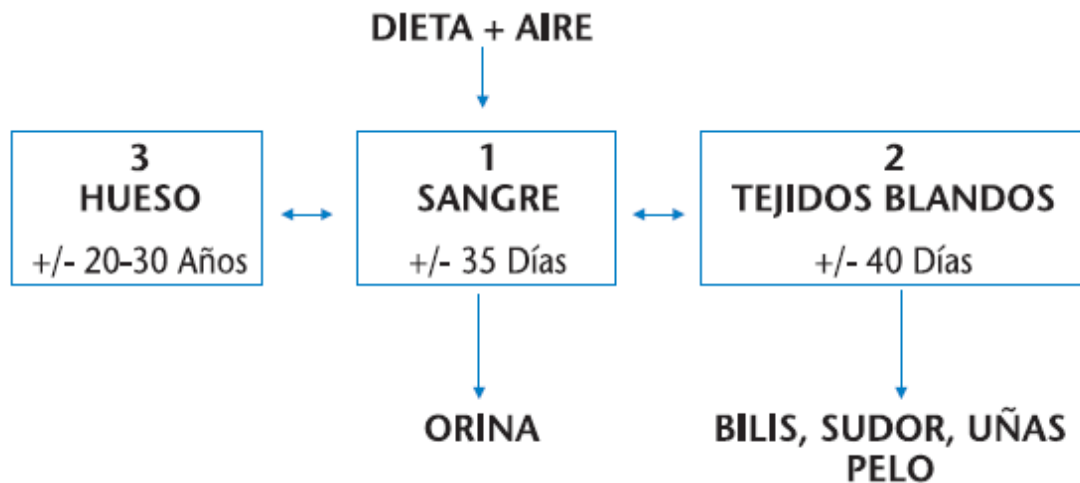 DIETA + AIRE
3
HUESO
+/- 20-30 Años
1
SANGRE
+/- 35 Días
2
TEJIDOS BLANDOS
+/- 40 Días
ORINA
BILIS, SUDOR, UÑAS
PELO